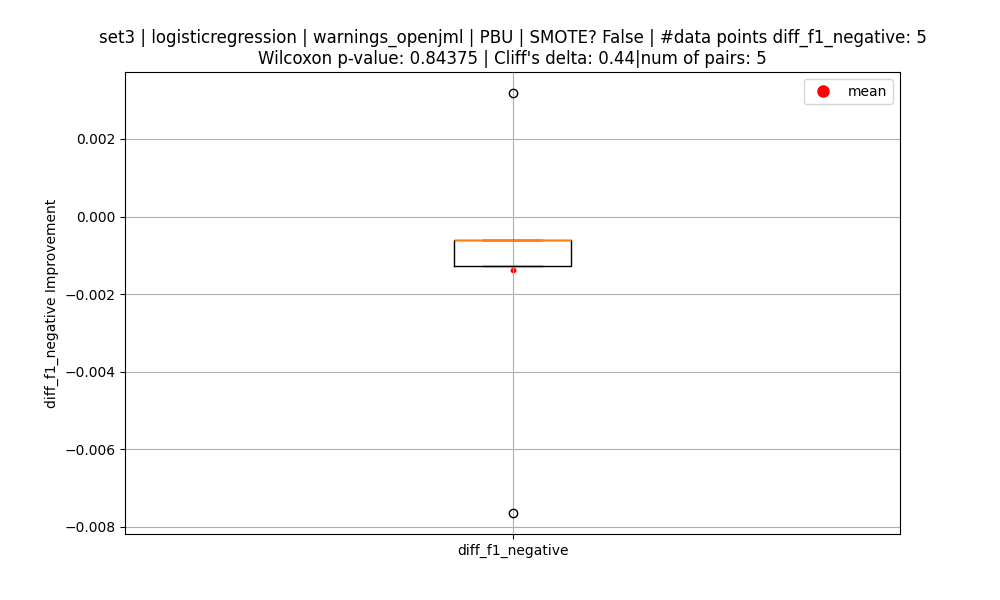 set3 | logisticregression | warnings_openjml | PBU | SMOTE? False | #data points diff_f1_negative: 5
Wilcoxon p-value: 0.84375 | Cliff's delta: 0.44|num of pairs: 5
mean
0.002
0.000
−0.002
−0.004
−0.006
−0.008
diff_f1_negative Improvement
diff_f1_negative